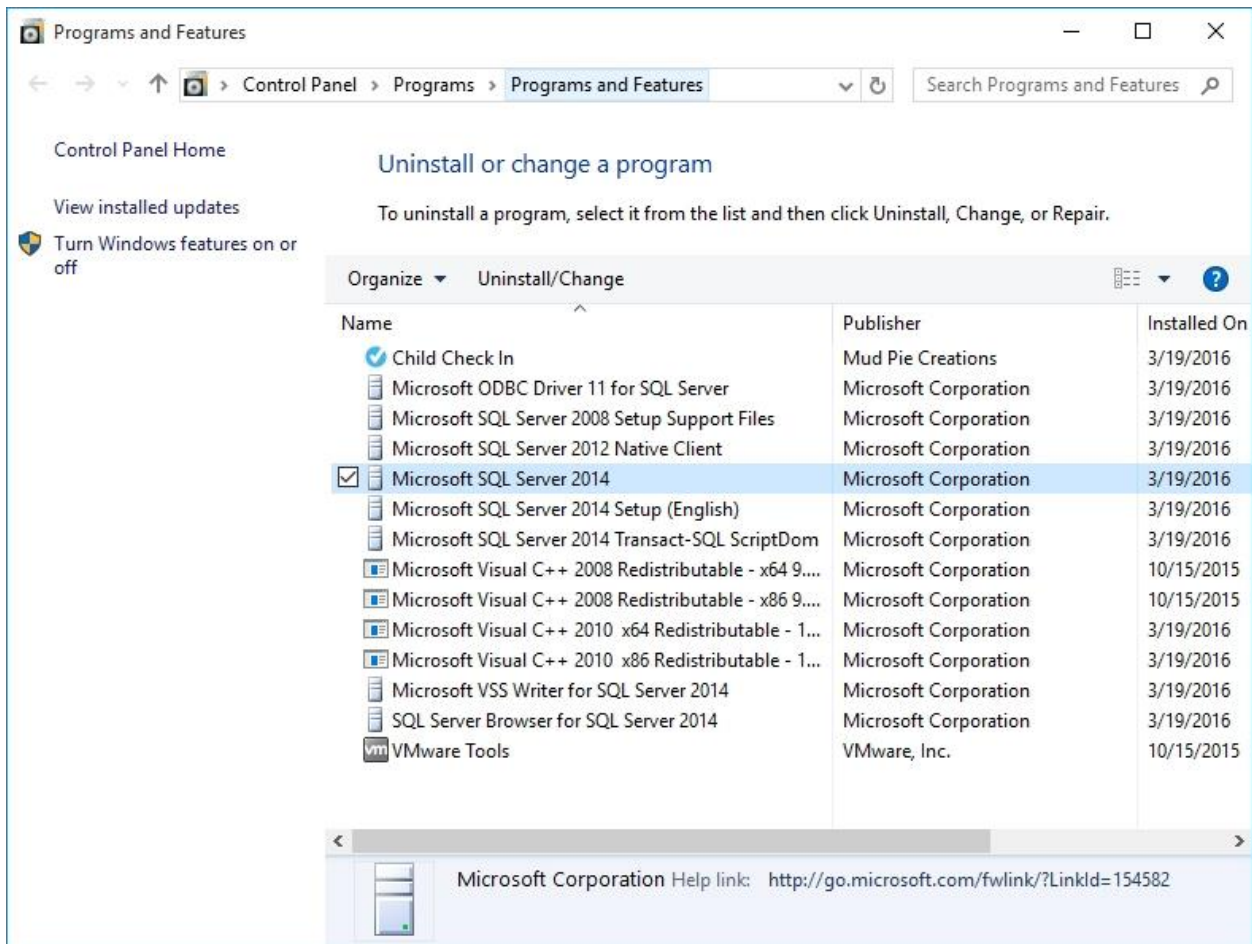 Programs and Features
Control Panel > Programs > Programs and Features
Search Programs and Features
Control Panel Home
View installed updates
Turn Windows features on or
off
Uninstall or change a program
To uninstall a program, select it from the list and then click Uninstall, Change, or Repair.
Organize Uninstall/Change
Name Publisher Installed On
Child Check In Mud Pie Creations 3/19/2016
Microsoft ODBC Driver 11 for SQL Server Microsoft Corporation 3/19/2016
Microsoft SQL Server 2008 Setup Support Files Microsoft Corporation 3/19/2016
Microsoft SQL Server 2012 Native Client Microsoft Corporation 3/19/2016
Microsoft SQL Server 2014 Microsoft Corporation 3/19/2016
Microsoft SQL Server 2014 Setup (English) Microsoft Corporation 3/19/2016
Microsoft SQL Server 2014 Transact-SQL ScriptDom Microsoft Corporation 3/19/2016
Microsoft Visual C++ 2008 Redistributable - x64 9.... Microsoft Corporation 10/15/2015
Microsoft Visual C++ 2008 Redistributable - x86 9.... Microsoft Corporation 10/15/2015
Microsoft Visual C++ 2010 x64 Redistributable - 1... Microsoft Corporation 3/19/2016
Microsoft Visual C++ 2010 x86 Redistributable - 1... Microsoft Corporation 3/19/2016
Microsoft VSS Writer for SQL Server 2014 Microsoft Corporation 3/19/2016
SQL Server Browser for SQL Server 2014 Microsoft Corporation 3/19/2016
vm VMware Tools VMware, Inc. 10/15/2015
Microsoft Corporation Help link: http://go.microsoft.com/fwlink/?LinkId=154582